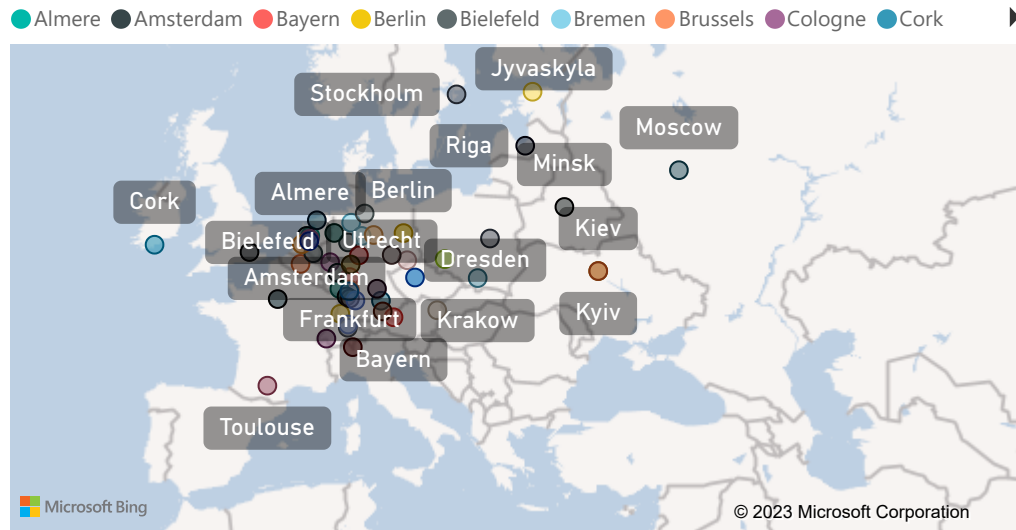 Almere Amsterdam Bayern Berlin Bielefeld Bremen Brussels Cologne Cork
Jyvaskyla
Stockholm
Moscow
Riga
Minsk
Almere
Berlin
Cork
Kiev
Bielefeld
Utrecht
Dresden
Amsterdam
Frankfurt
Krakow
Kyiv
Bayern
Toulouse
Microsoft Bing
© 2023 Microsoft Corporation